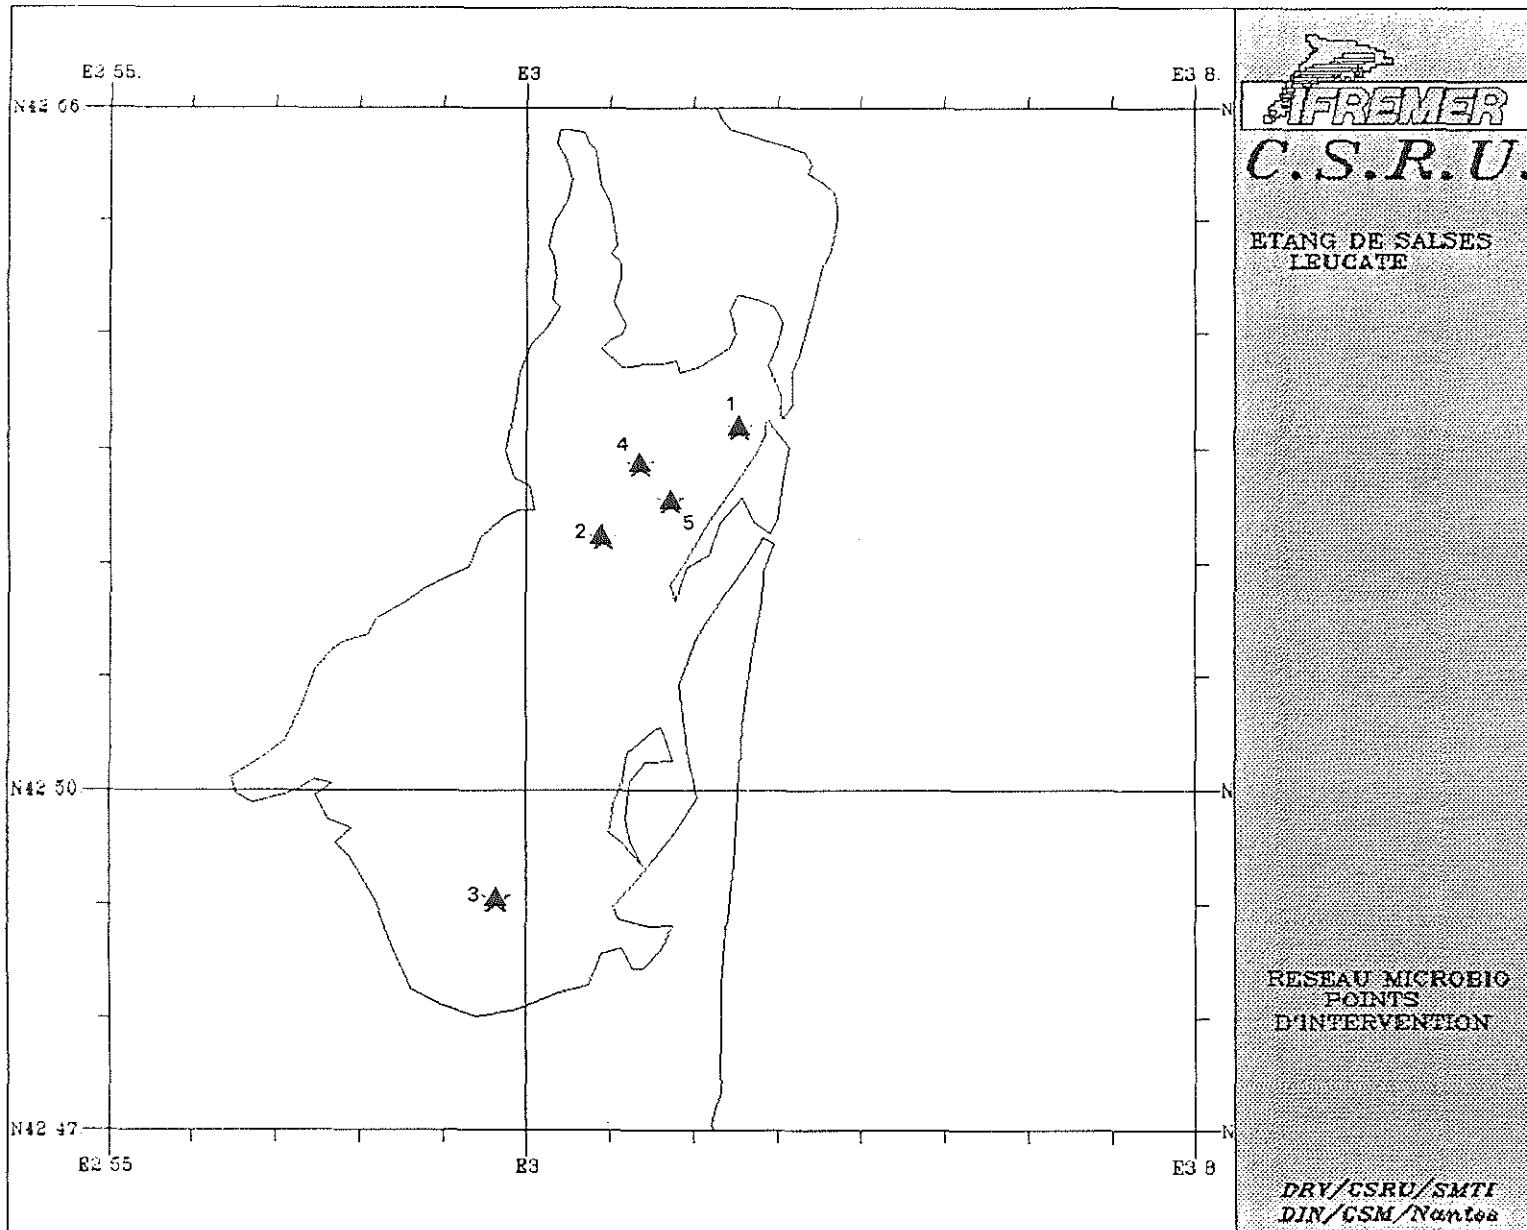 E2 55.
E3
E3 8.
N42 56.
N
IFREMER
C.S.R.U.
ETANG DE SALSES
LEUCATE
1
4
5
2
N42 50.
N
3
RESEAU MICROBIO
POINTS
D'INTERVENTION
N42 47.
N
E2 55
E3
E3 8
DRV/CSRU/SMTI
DIN/CSM/Nantes